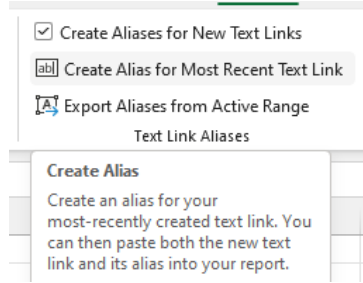 Create Aliases for New Text Links
ab| Create Alias for Most Recent Text Link
A Export Aliases from Active Range
Text Link Aliases
Create Alias
Create an alias for your
most-recently created text link. You
can then paste both the new text
link and its alias into your report.